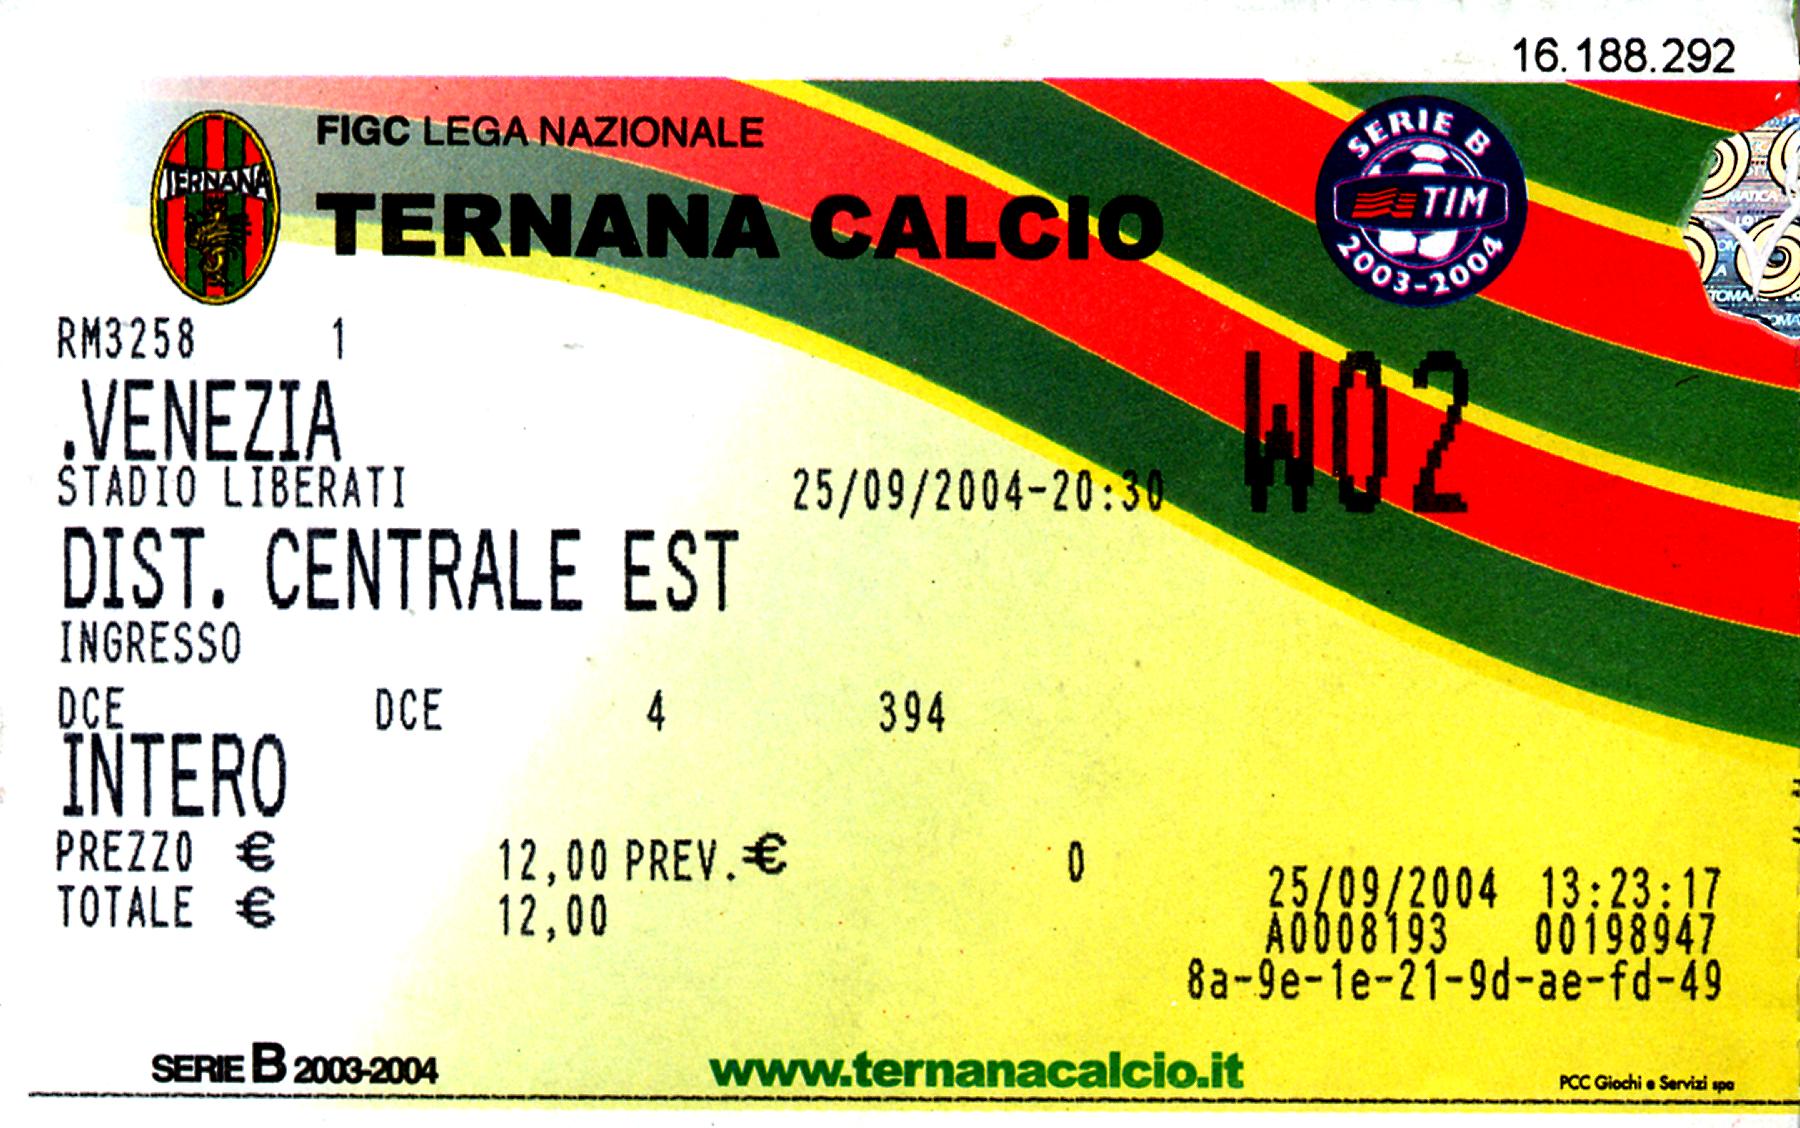 16.188.292
FIGC LEGA NAZIONALE
TERNANA CALCIO
TERNANA
SERIE B
TIM
2003-2004
RM3258 1
W02
.VENEZIA
STADIO LIBERATI 25/09/2004-20:30
DIST. CENTRALE EST
INGRESSO
DCE DCE 4 394
INTERO
PREZZO € 12,00 PREV.€ 0
TOTALE € 12,00
25/09/2004 13:23:17
A0008193 00198947
8a-9e-1e-21-9d-ae-fd-49
SERIE B 2003-2004 www.ternanacalcio.it PCC Giochi e Servizi spa